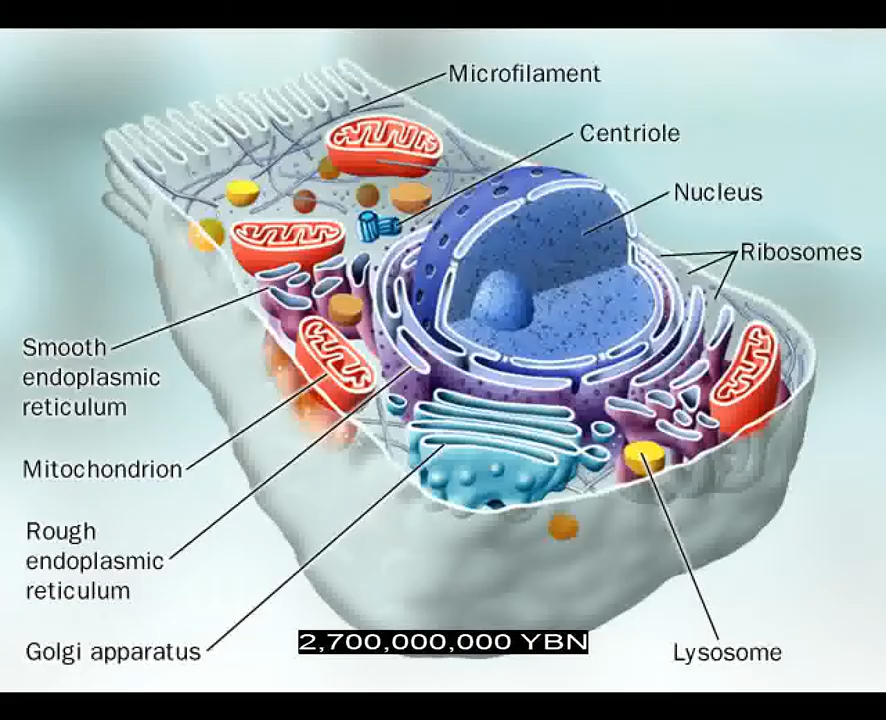 Microfilament
Centriole
Nucleus
Ribosomes
Smooth
endoplasmic
reticulum
Mitochondrion
Rough
endoplasmic
reticulum
Golgi apparatus
2,700,000,000 YBN
Lysosome